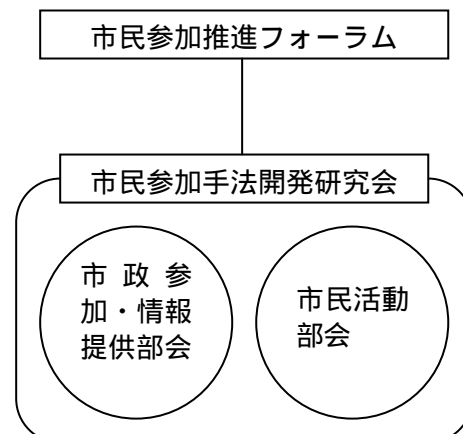 市民参加推進フォーラム
市民参加手法開発研究会
市政参
加・情報
提供部会
市民活動
部会